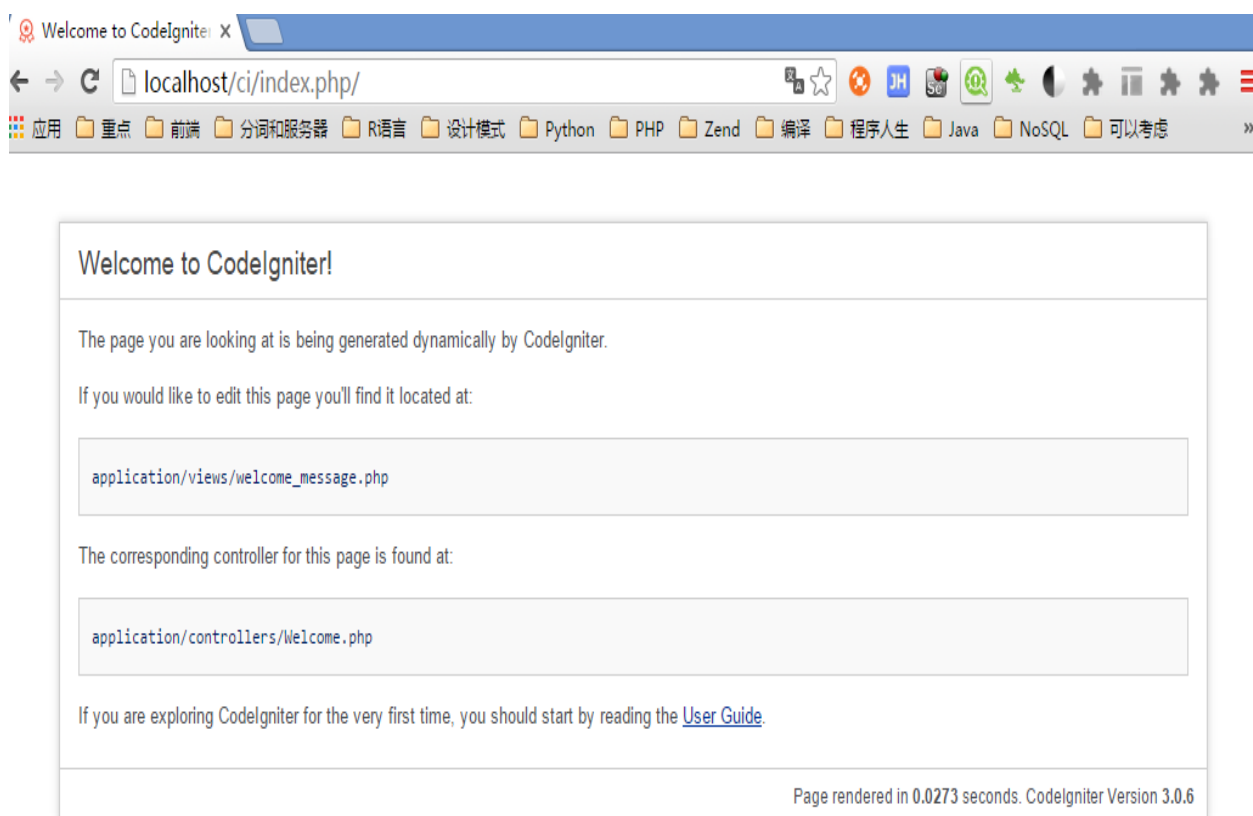 Welcome to CodeIgniter
localhost/ci/index.php/
应用 重点 前端 分词和服务器 R语言 设计模式 Python PHP Zend 编译 程序人生 Java NoSQL 可以考虑 »
Welcome to CodeIgniter!
The page you are looking at is being generated dynamically by CodeIgniter.
If you would like to edit this page you'll find it located at:
application/views/welcome_message.php
The corresponding controller for this page is found at:
application/controllers/Welcome.php
If you are exploring CodeIgniter for the very first time, you should start by reading the User Guide.
Page rendered in 0.0273 seconds. CodeIgniter Version 3.0.6